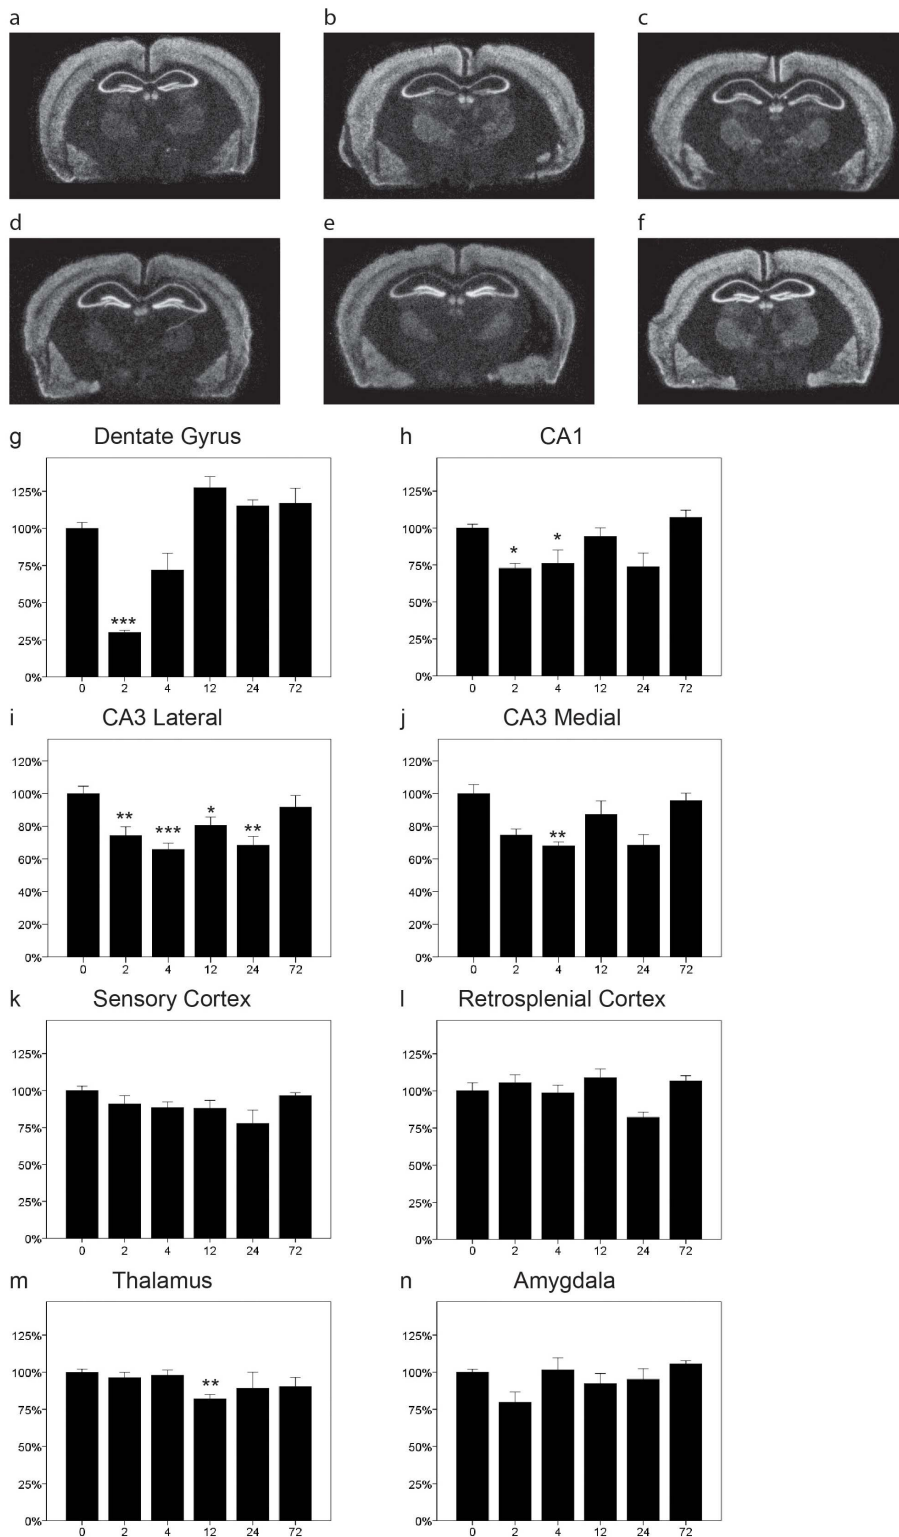 a b c
d e f
g Dentate Gyrus h CA1
125% 125%
100% 100%
75% * * 75%
50% 50%
*** 25% 25%
0% 0%
0 2 4 12 24 72 0 2 4 12 24 72
i CA3 Lateral j CA3 Medial
120% 120%
100% 100%
80% ** *** * ** 80% **
60% 60%
40% 40%
20% 20%
0% 0%
0 2 4 12 24 72 0 2 4 12 24 72
k Sensory Cortex l Retrosplenial Cortex
125% 125%
100% 100%
75% 75%
50% 50%
25% 25%
0% 0%
0 2 4 12 24 72 0 2 4 12 24 72
m Thalamus n Amygdala
125% 125%
100% 100%
** 75% 75%
50% 50%
25% 25%
0% 0%
0 2 4 12 24 72 0 2 4 12 24 72